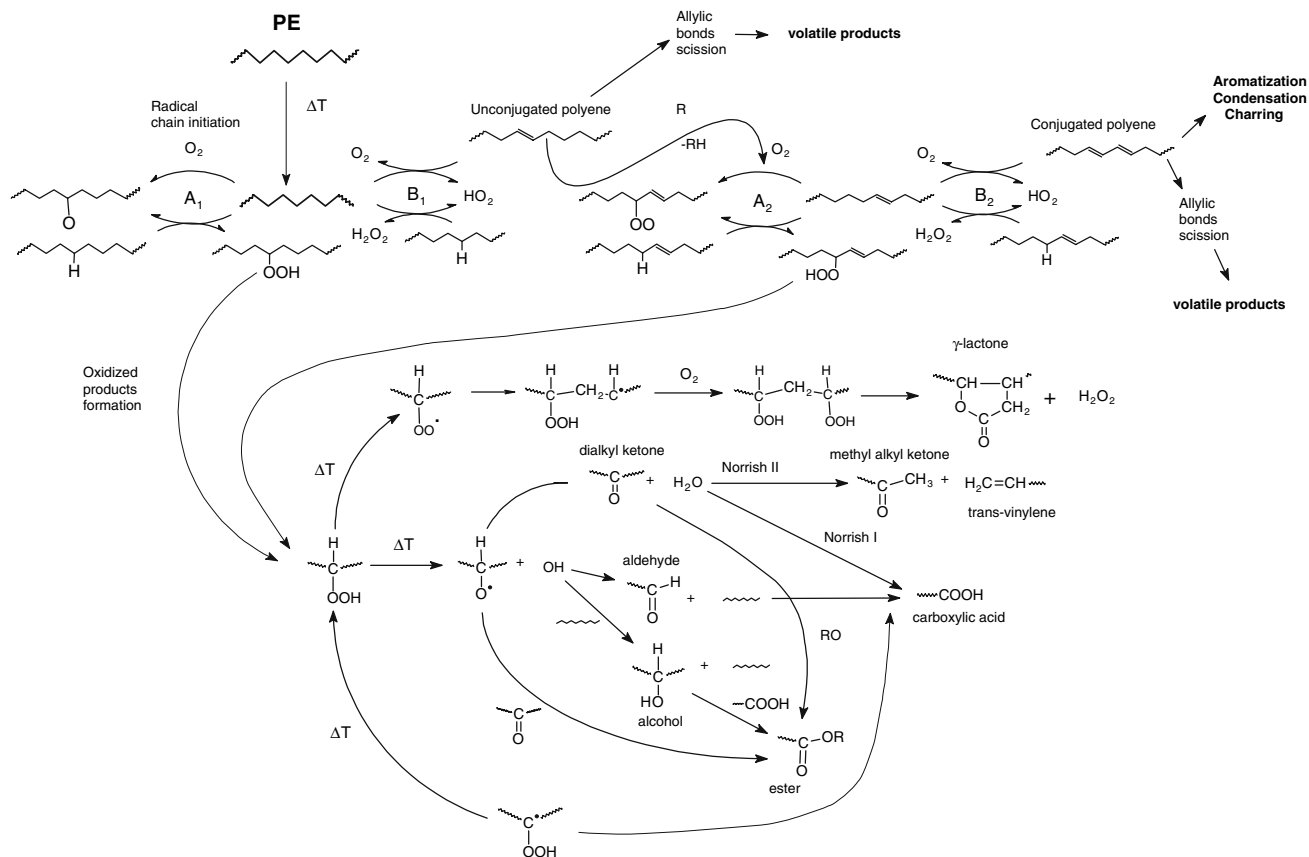 PE
ΔT
Radical
chain initiation
O2
A1
O
H
OOH
O2
B1
HO2
H2O2
H
Unconjugated polyene
Allylic
bonds
scission
volatile products
R
-RH
O2
A2
OO
H
HOO
O2
B2
HO2
H2O2
H
Conjugated polyene
Aromatization
Condensation
Charring
Allylic
bonds
scission
volatile products
Oxidized
products
formation
H
C
OO•
H
C
OOH
CH2
H
C•
O2
H
C
OOH
CH2
H
C
OOH
γ-lactone
CH
CH
O
C
CH2
O
+
H2O2
ΔT
dialkyl ketone
C
O
+
H2O
Norrish II
methyl alkyl ketone
C
CH3
O
+
H2C=CH
trans-vinylene
Norrish I
H
C
OOH
ΔT
H
C
O•
+
OH
aldehyde
C
H
O
+
COOH
carboxylic acid
RO
H
C
HO
alcohol
+
COOH
C
O
C
OR
O
ester
ΔT
C•
OOH